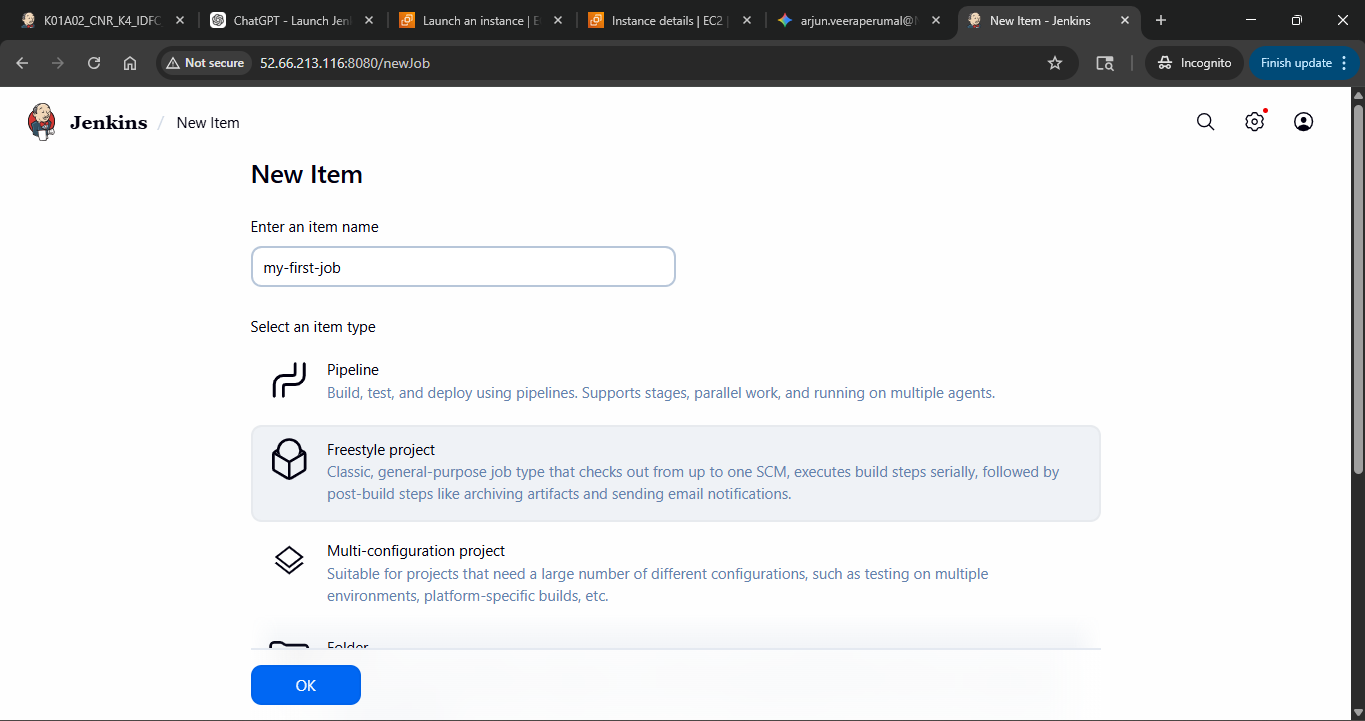 K01A02_CNR_K4_IDFC
ChatGPT - Launch Jen
Launch an instance | E
Instance details | EC2 |
arjun.veeraperumal@
New Item - Jenkins
Not secure
52.66.213.116:8080/newJob
Incognito
Finish update
Jenkins / New Item
New Item
Enter an item name
my-first-job
Select an item type
Pipeline
Build, test, and deploy using pipelines. Supports stages, parallel work, and running on multiple agents.
Freestyle project
Classic, general-purpose job type that checks out from up to one SCM, executes build steps serially, followed by
post-build steps like archiving artifacts and sending email notifications.
Multi-configuration project
Suitable for projects that need a large number of different configurations, such as testing on multiple
environments, platform-specific builds, etc.
Folder
OK